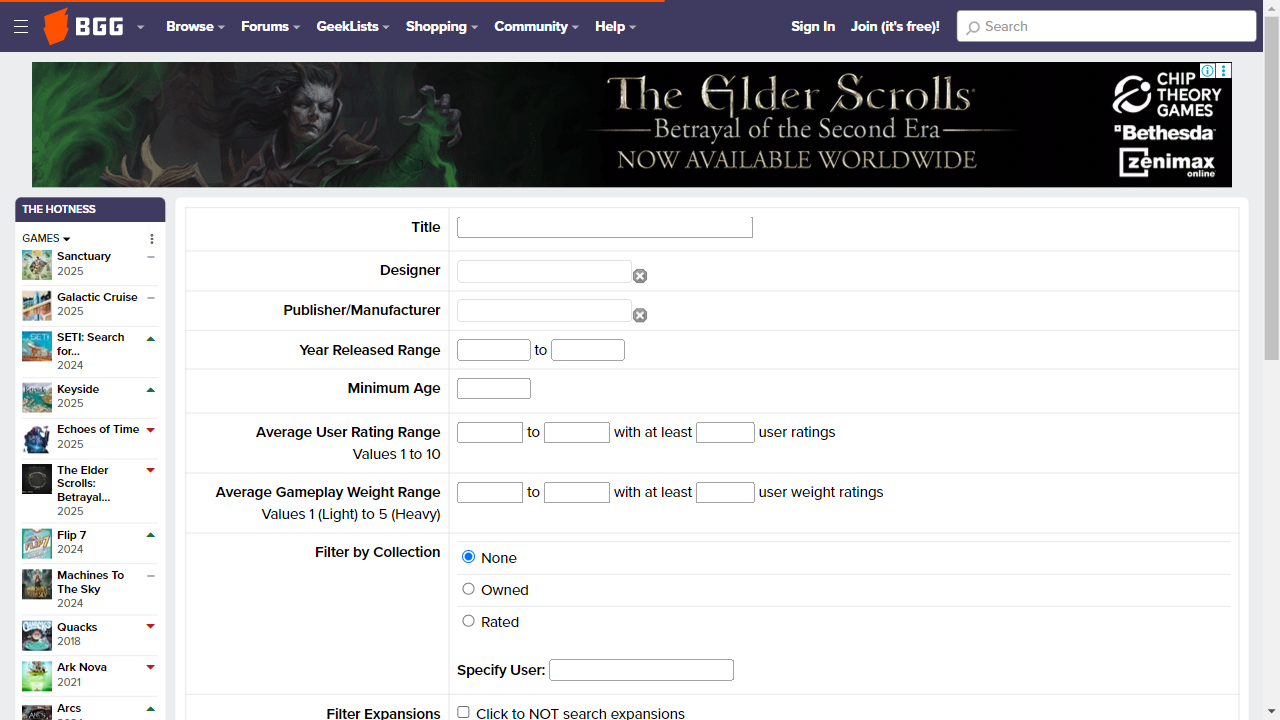 BGG
Browse
Forums
GeekLists
Shopping
Community
Help
Sign In
Join (it's free)!
Search
The Elder Scrolls
Betrayal of the Second Era
NOW AVAILABLE WORLDWIDE
CHIP
THEORY
GAMES
Bethesda
zenimax
online
THE HOTNESS
GAMES
Sanctuary
2025
Galactic Cruise
2025
SETI: Search
for...
2024
Keyside
2025
Echoes of Time
2025
The Elder
Scrolls:
Betrayal...
2025
Flip 7
2024
Machines To
The Sky
2024
Quacks
2018
Ark Nova
2021
Arcs
Title
Designer
Publisher/Manufacturer
Year Released Range
to
Minimum Age
Average User Rating Range
Values 1 to 10
to with at least user ratings
Average Gameplay Weight Range
Values 1 (Light) to 5 (Heavy)
to with at least user weight ratings
Filter by Collection
None
Owned
Rated
Specify User:
Filter Expansions
Click to NOT search expansions